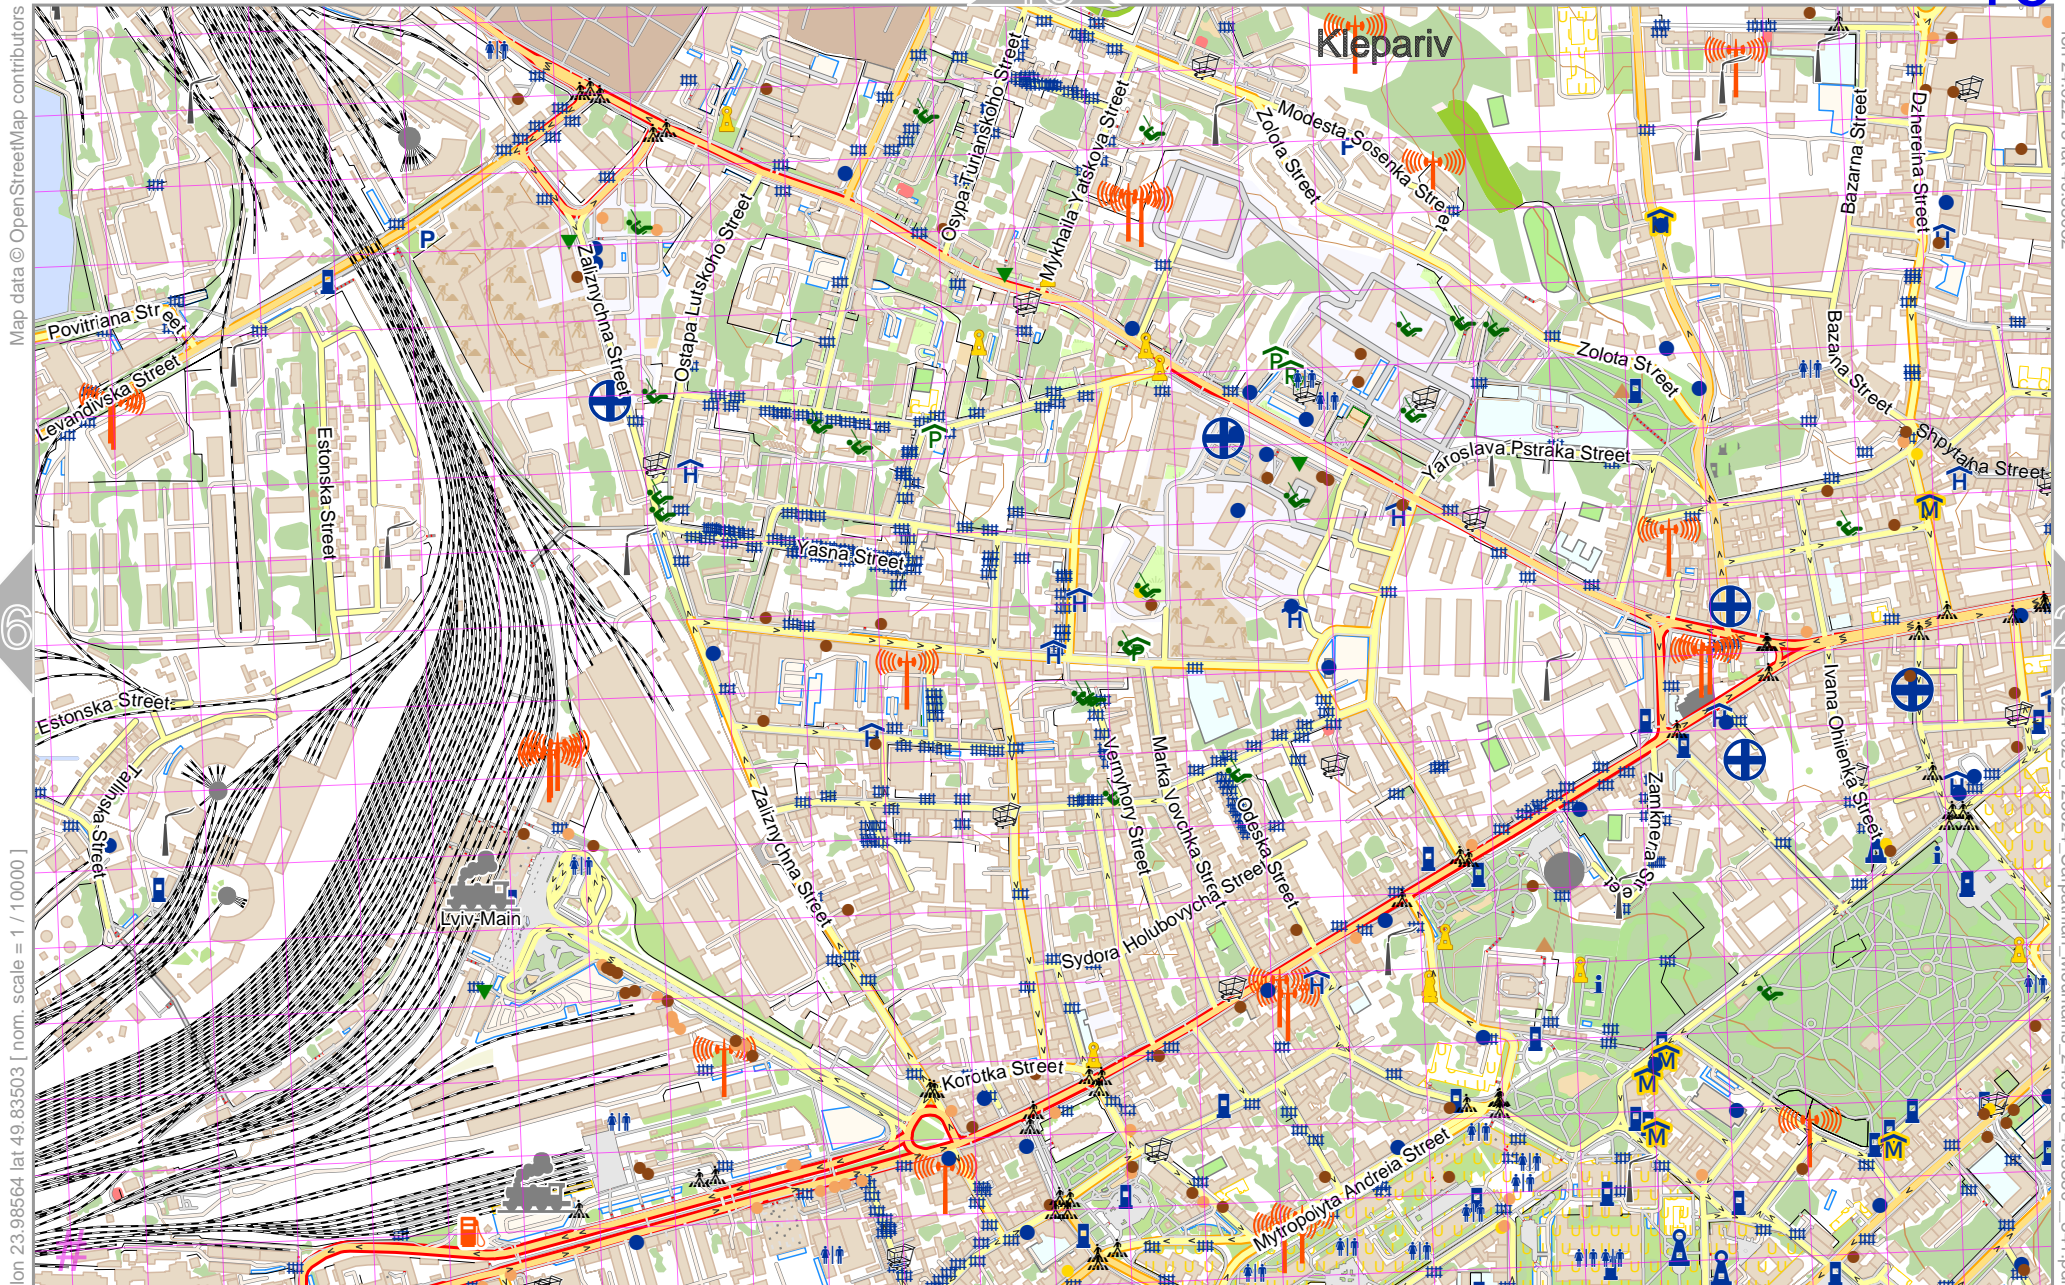 Map data © OpenStreetMap contributors
lon 23.98564 lat 49.83503 [ nom. scale = 1 / 10000 ]
6
Klepariv
Modesta Sosenka Street
Zolota Street
Osypa Turianskoho Street
Mykhaila Yatskova Street
Bazarna Street
Dzherelna Street
Ostapa Lutskoho Street
Zaliznychna Street
Povitriana Street
Levandivska Street
Zolota Street
Bazarna Street
Estonska Street
Yaroslava Pstraka Street
Shpytalna Street
Yasna Street
Estonska Street
Tallinska Street
Zaliznychna Street
Vernyhory Street
Marka Vovchka Street
Odeska Street
Zamknena Street
Ivana Ohiienka Street
Lviv-Main
Sydora Holubovycha Street
Korotka Street
Mytropolyta Andreia Street
P
P
P
P
P
H
H
H
H
H
H
H
H
H
H
M
M
M
M
M
i
i
#